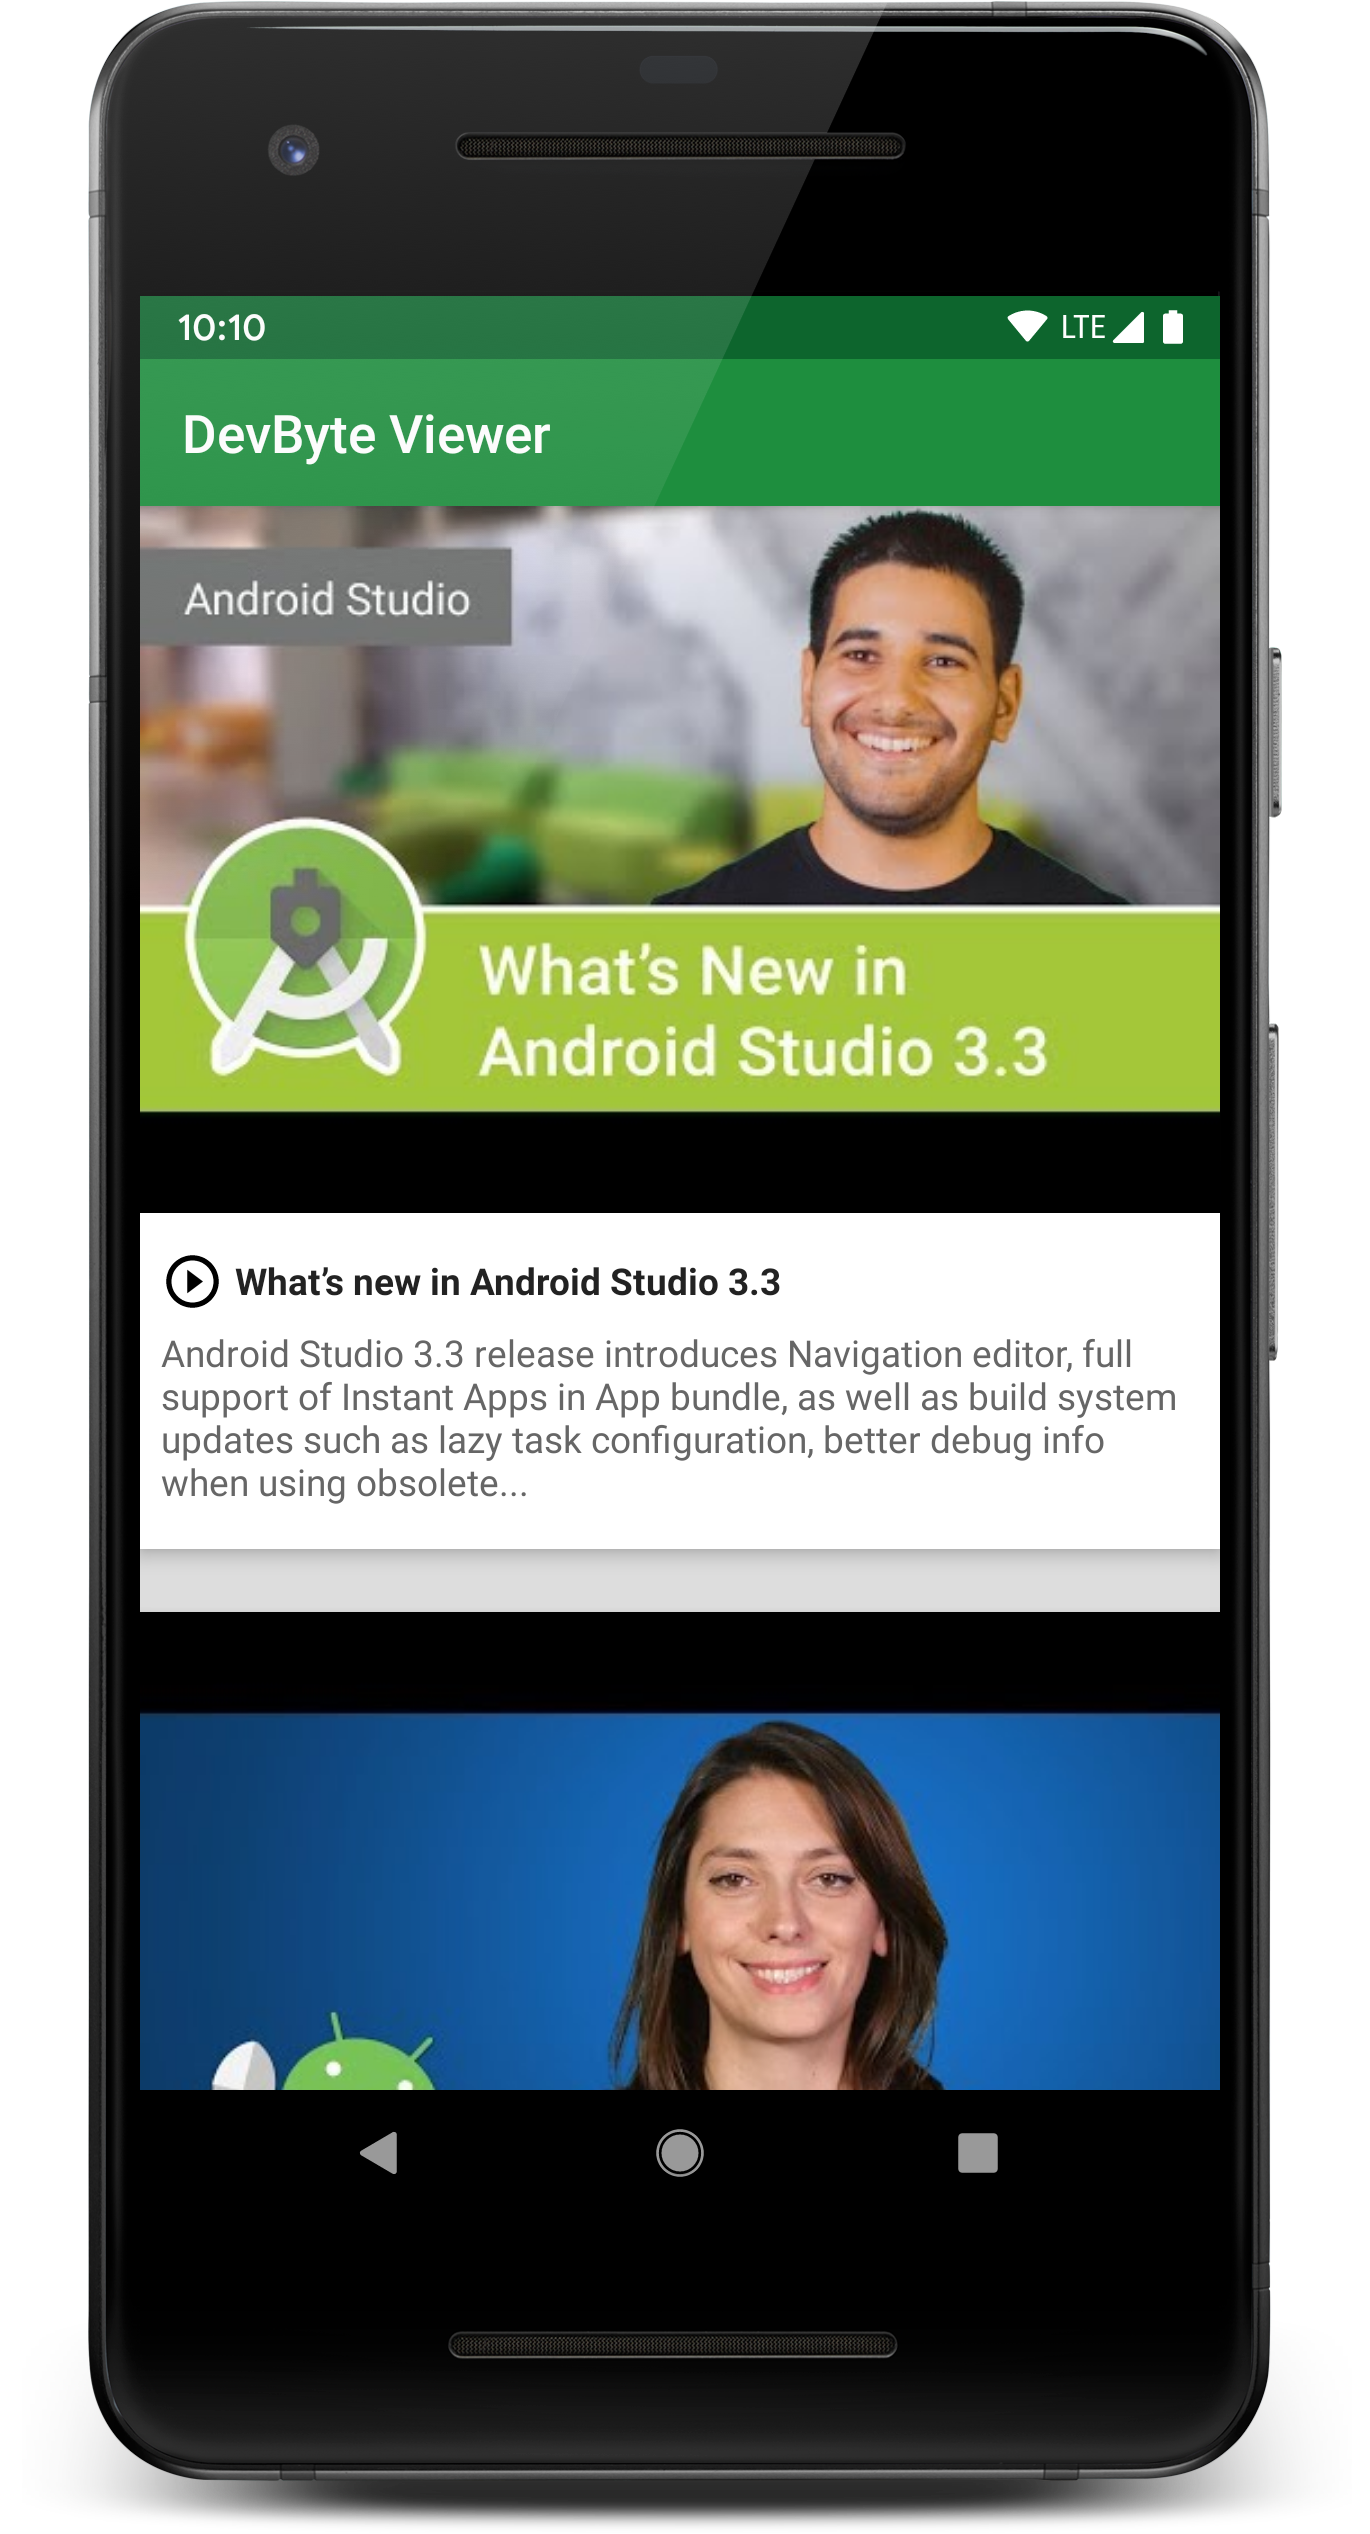 10:10
LTE
DevByte Viewer
Android Studio
What's New in
Android Studio 3.3
What's new in Android Studio 3.3
Android Studio 3.3 release introduces Navigation editor, full
support of Instant Apps in App bundle, as well as build system
updates such as lazy task configuration, better debug info
when using obsolete...